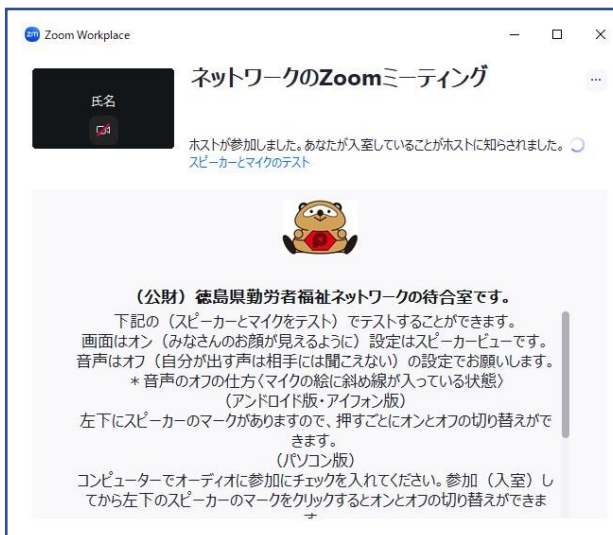 zm Zoom Workplace
ネットワークのZoomミーティング
氏名
ホストが参加しました。あなたが入室していることがホストに知らされました。
スピーカーとマイクのテスト
（公財）徳島県勤労者福祉ネットワークの待合室です。
下記の（スピーカーとマイクをテスト）でテストすることができます。
画面はオン（みなさんのお顔が見えるように）設定はスピーカービューです。
音声はオフ（自分が出す声は相手には聞こえない）の設定でお願いします。
＊音声のオフの仕方〈マイクの絵に斜め線が入っている状態〉
（アンドロイド版・アイフォン版）
左下にスピーカーのマークがありますので、押すごとにオンとオフの切り替えがで
きます。
（パソコン版）
コンピューターでオーディオに参加にチェックを入れてください。参加（入室）し
てから左下のスピーカーのマークをクリックするとオンとオフの切り替えができま